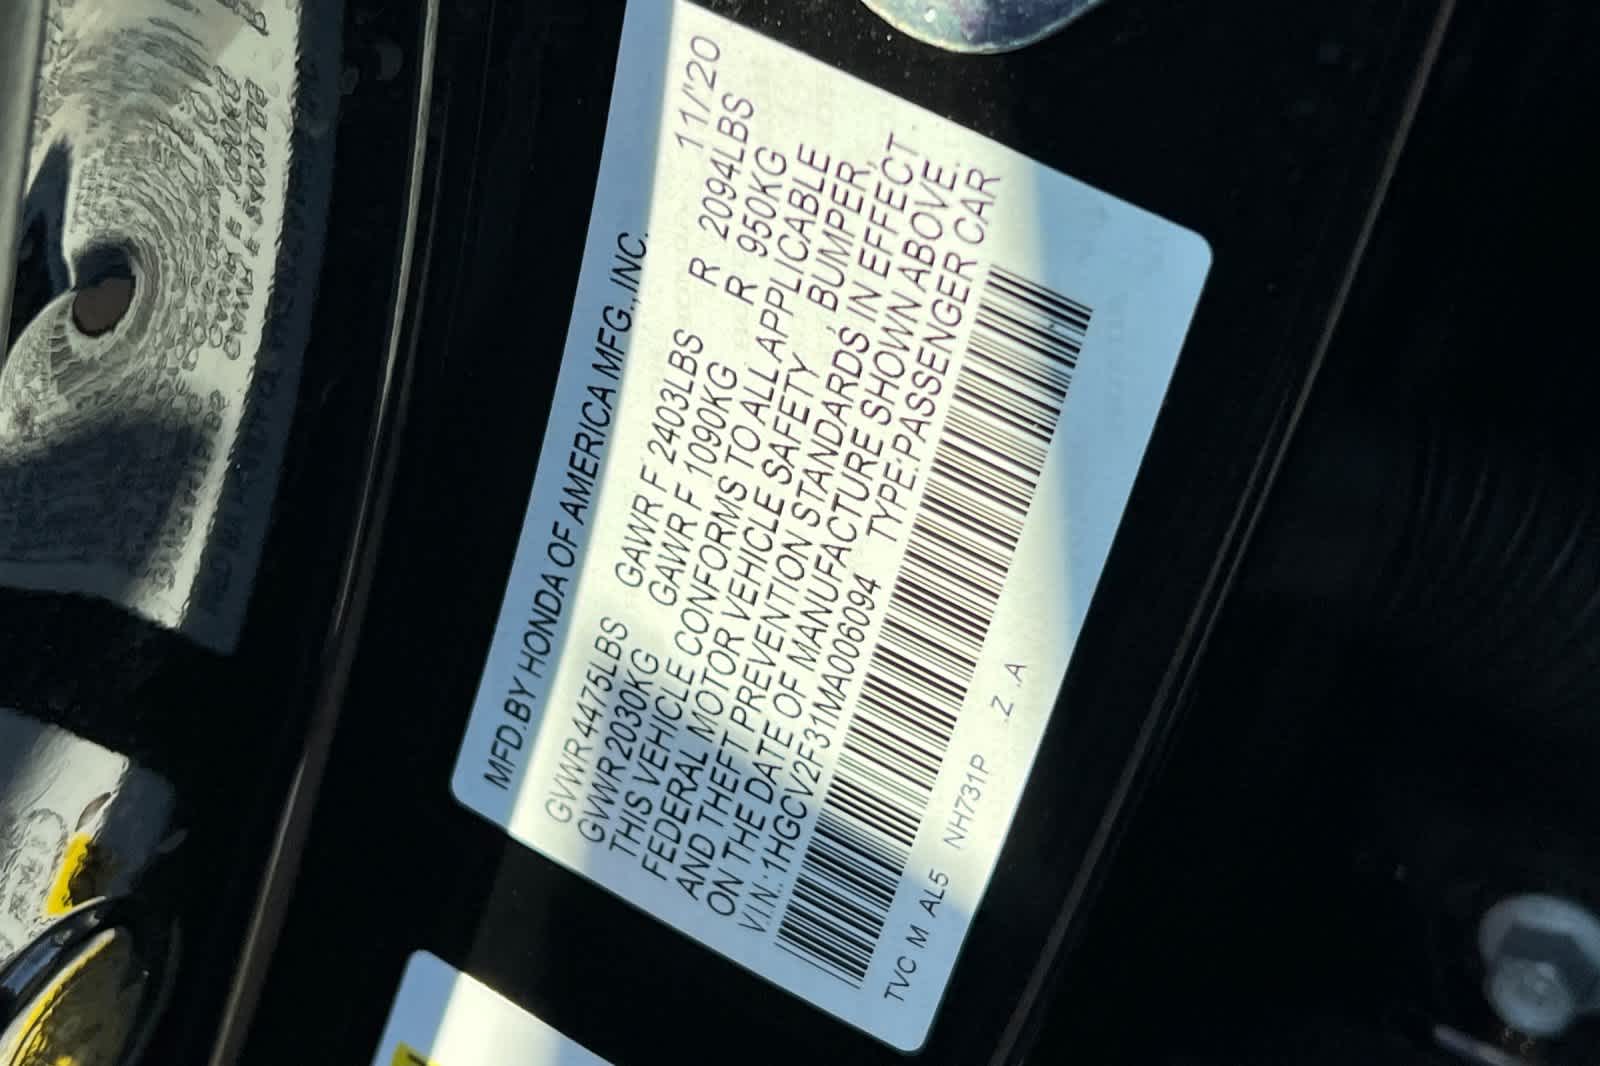 MFD.BY HONDA OF AMERICA MFG.,INC. 11/'20
GVWR 4475LBS GAWR F 2403LBS R 2094LBS
GVWR 2030KG GAWR F 1090KG R 950KG
THIS VEHICLE CONFORMS TO ALL APPLICABLE
FEDERAL MOTOR VEHICLE SAFETY, BUMPER,
AND THEFT PREVENTION STANDARDS IN EFFECT
ON THE DATE OF MANUFACTURE SHOWN ABOVE.
V.I.N.:1HGCV2F31MA006094 TYPE:PASSENGER CAR
TVC M AL5 NH731P .Z .A